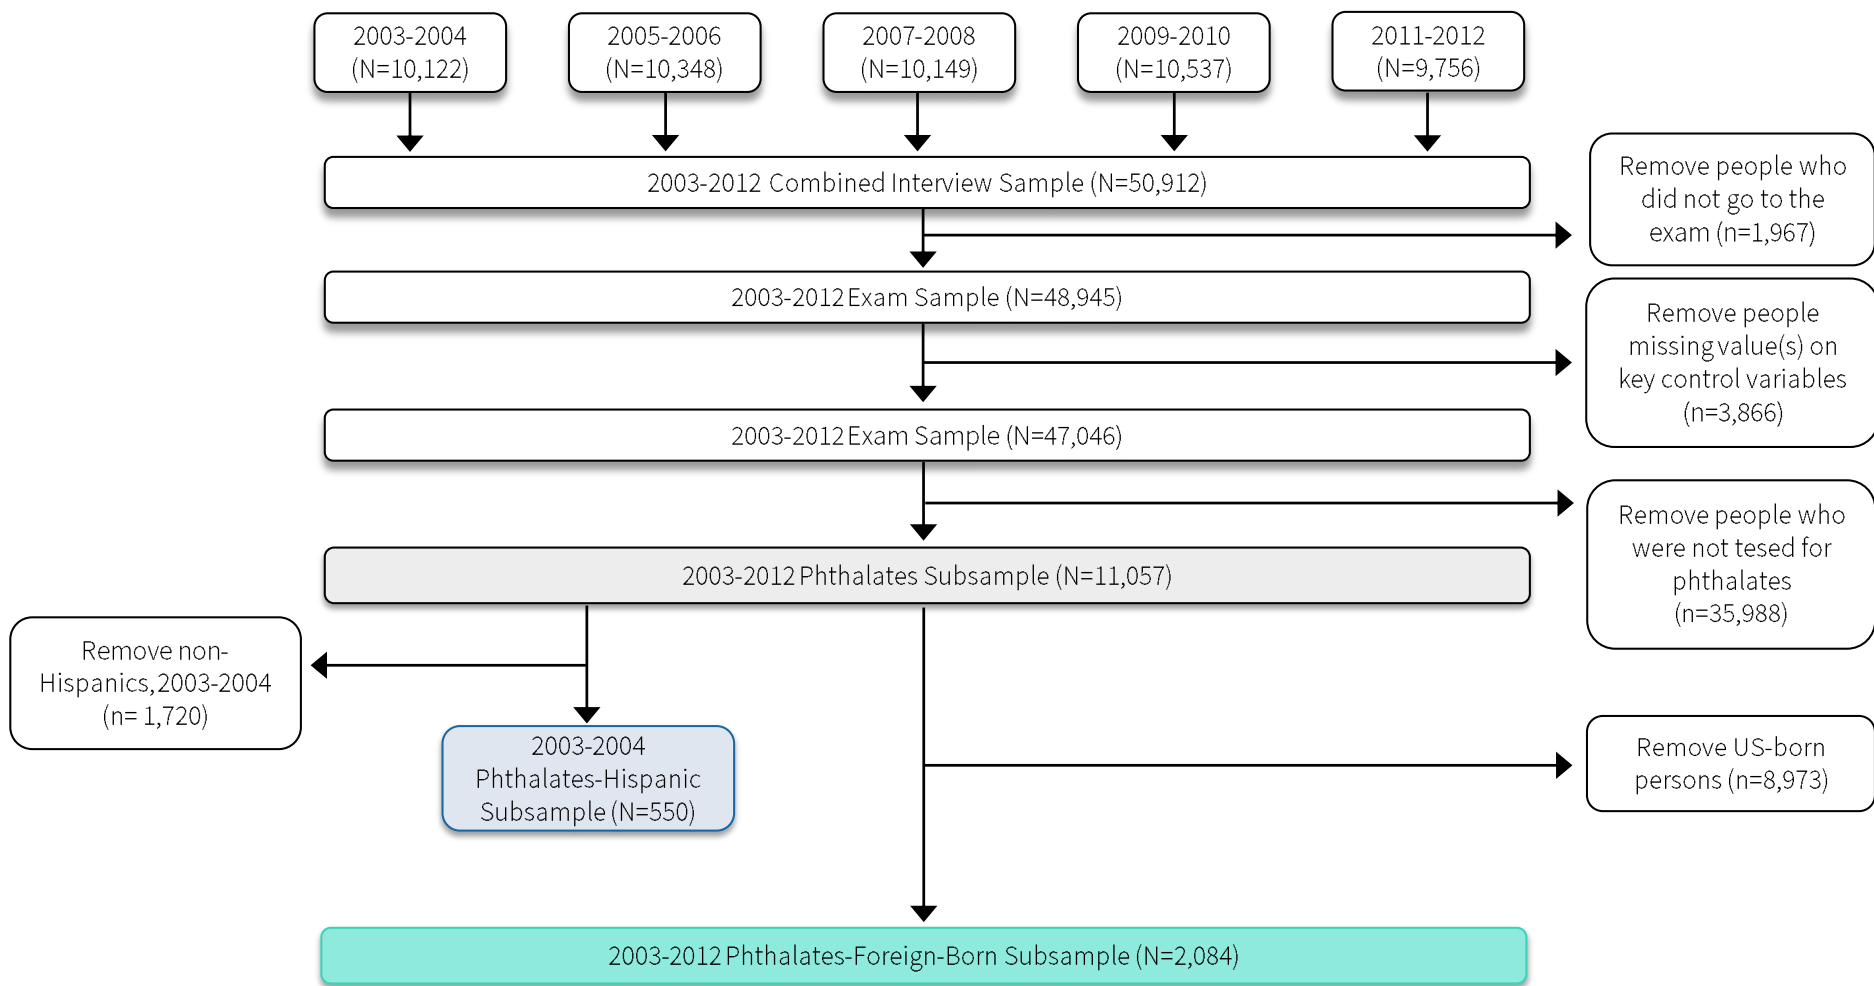 2003-2004
(N=10,122)
2005-2006
(N=10,348)
2007-2008
(N=10,149)
2009-2010
(N=10,537)
2011-2012
(N=9,756)
2003-2012 Combined Interview Sample (N=50,912)
Remove people who
did not go to the
exam (n=1,967)
2003-2012 Exam Sample (N=48,945)
Remove people
missing value(s) on
key control variables
(n=3,866)
2003-2012 Exam Sample (N=47,046)
Remove people who
were not tesed for
phthalates
(n=35,988)
2003-2012 Phthalates Subsample (N=11,057)
Remove non-
Hispanics, 2003-2004
(n= 1,720)
2003-2004
Phthalates-Hispanic
Subsample (N=550)
Remove US-born
persons (n=8,973)
2003-2012 Phthalates-Foreign-Born Subsample (N=2,084)